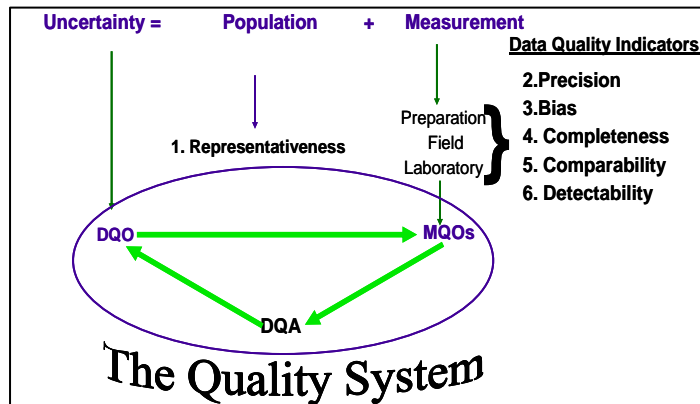 Uncertainty = Population + Measurement
Data Quality Indicators
2.Precision
3.Bias
4. Completeness
5. Comparability
6. Detectability
Preparation
Field
Laboratory
1. Representativeness
DQO MQOs
DQA
The Quality System